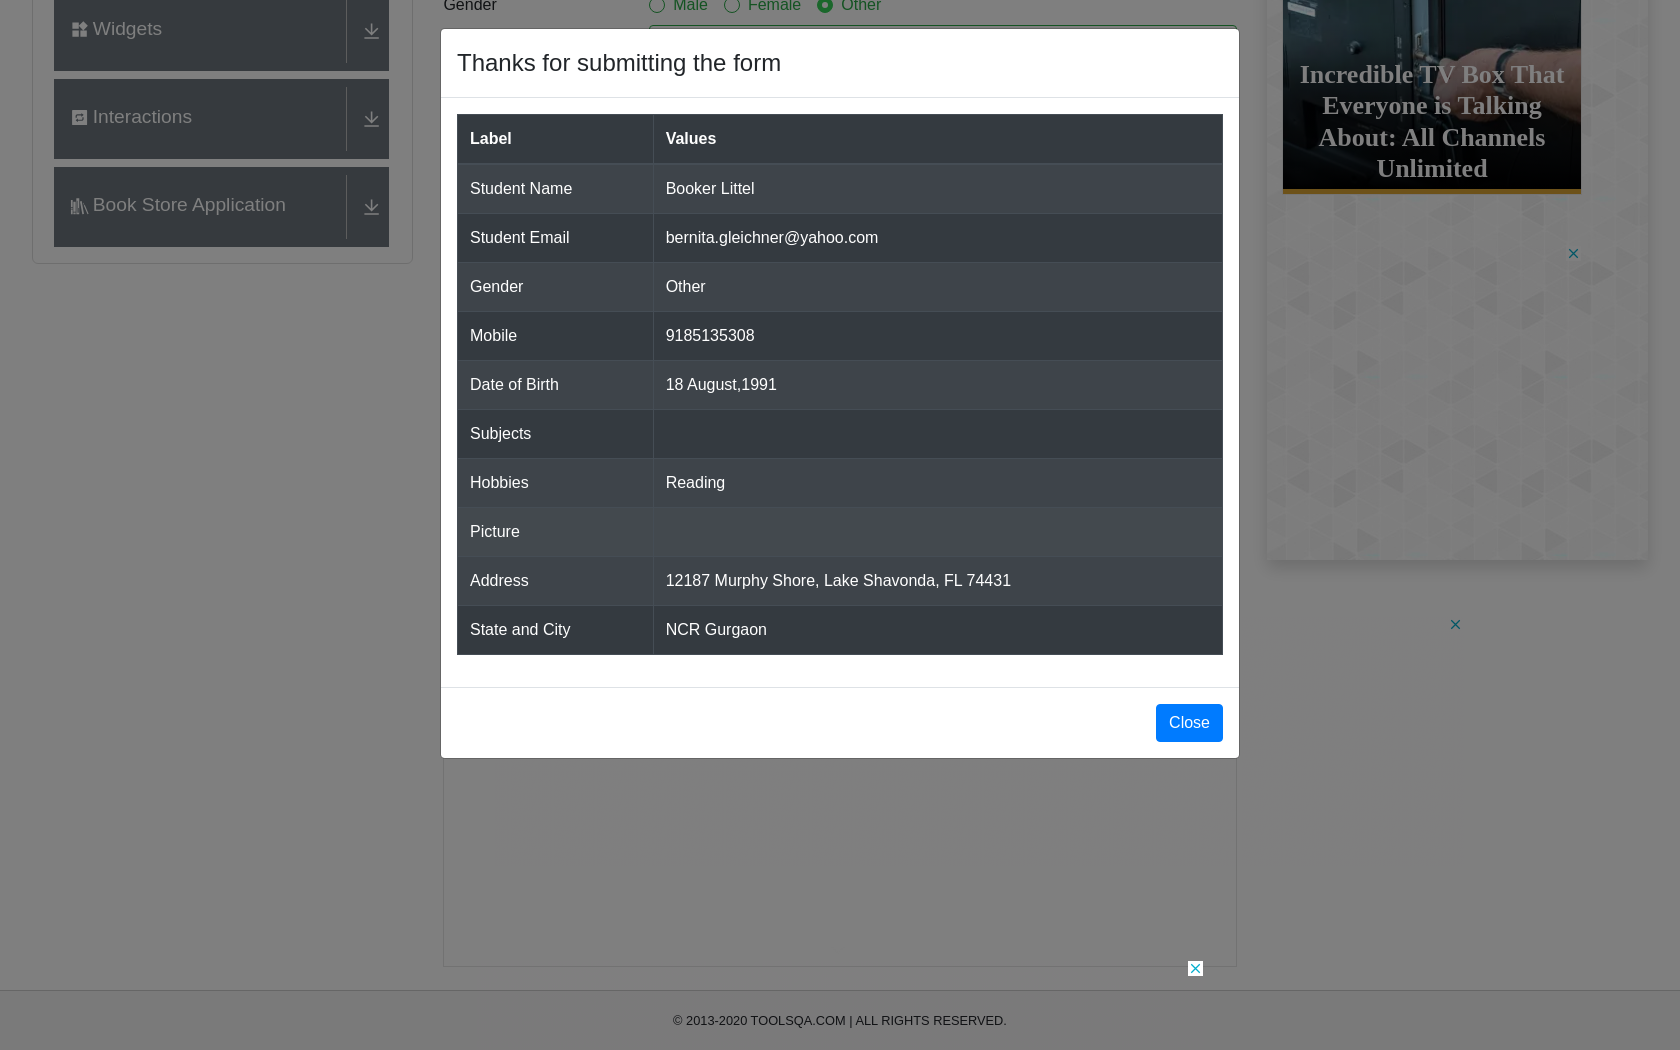 Gender
Male Female Other
Widgets
Interactions
Book Store Application
Thanks for submitting the form
Label Values
Student Name Booker Littel
Student Email bernita.gleichner@yahoo.com
Gender Other
Mobile 9185135308
Date of Birth 18 August,1991
Subjects
Hobbies Reading
Picture
Address 12187 Murphy Shore, Lake Shavonda, FL 74431
State and City NCR Gurgaon
Close
Incredible TV Box That
Everyone is Talking
About: All Channels
Unlimited
© 2013-2020 TOOLSQA.COM | ALL RIGHTS RESERVED.